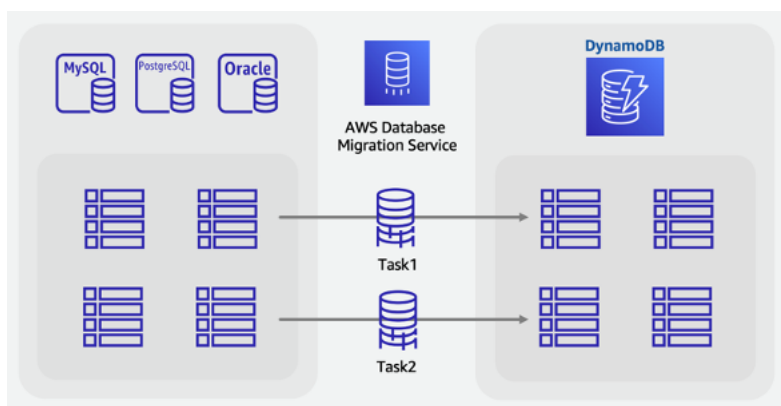 MySQL
PostgreSQL
Oracle
AWS Database
Migration Service
DynamoDB
Task1
Task2